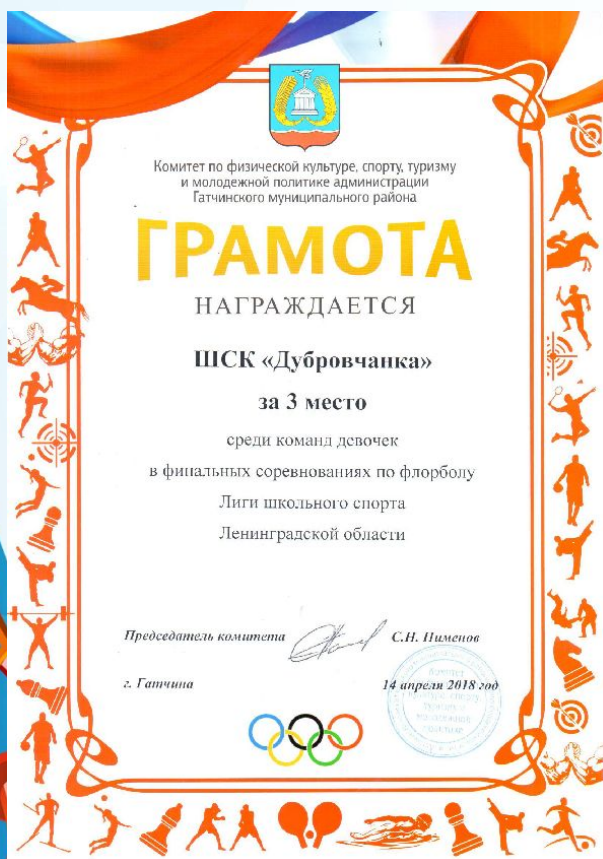 Комитет по физической культуре, спорту, туризму
и молодежной политике администрации
Гатчинского муниципального района
ГРАМОТА
НАГРАЖДАЕТСЯ
ШСК «Дубровчанка»
за 3 место
среди команд девочек
в финальных соревнованиях по флорболу
Лиги школьного спорта
Ленинградской области
Председатель комитета С.Н. Пименов
г. Гатчина 14 апреля 2018 год